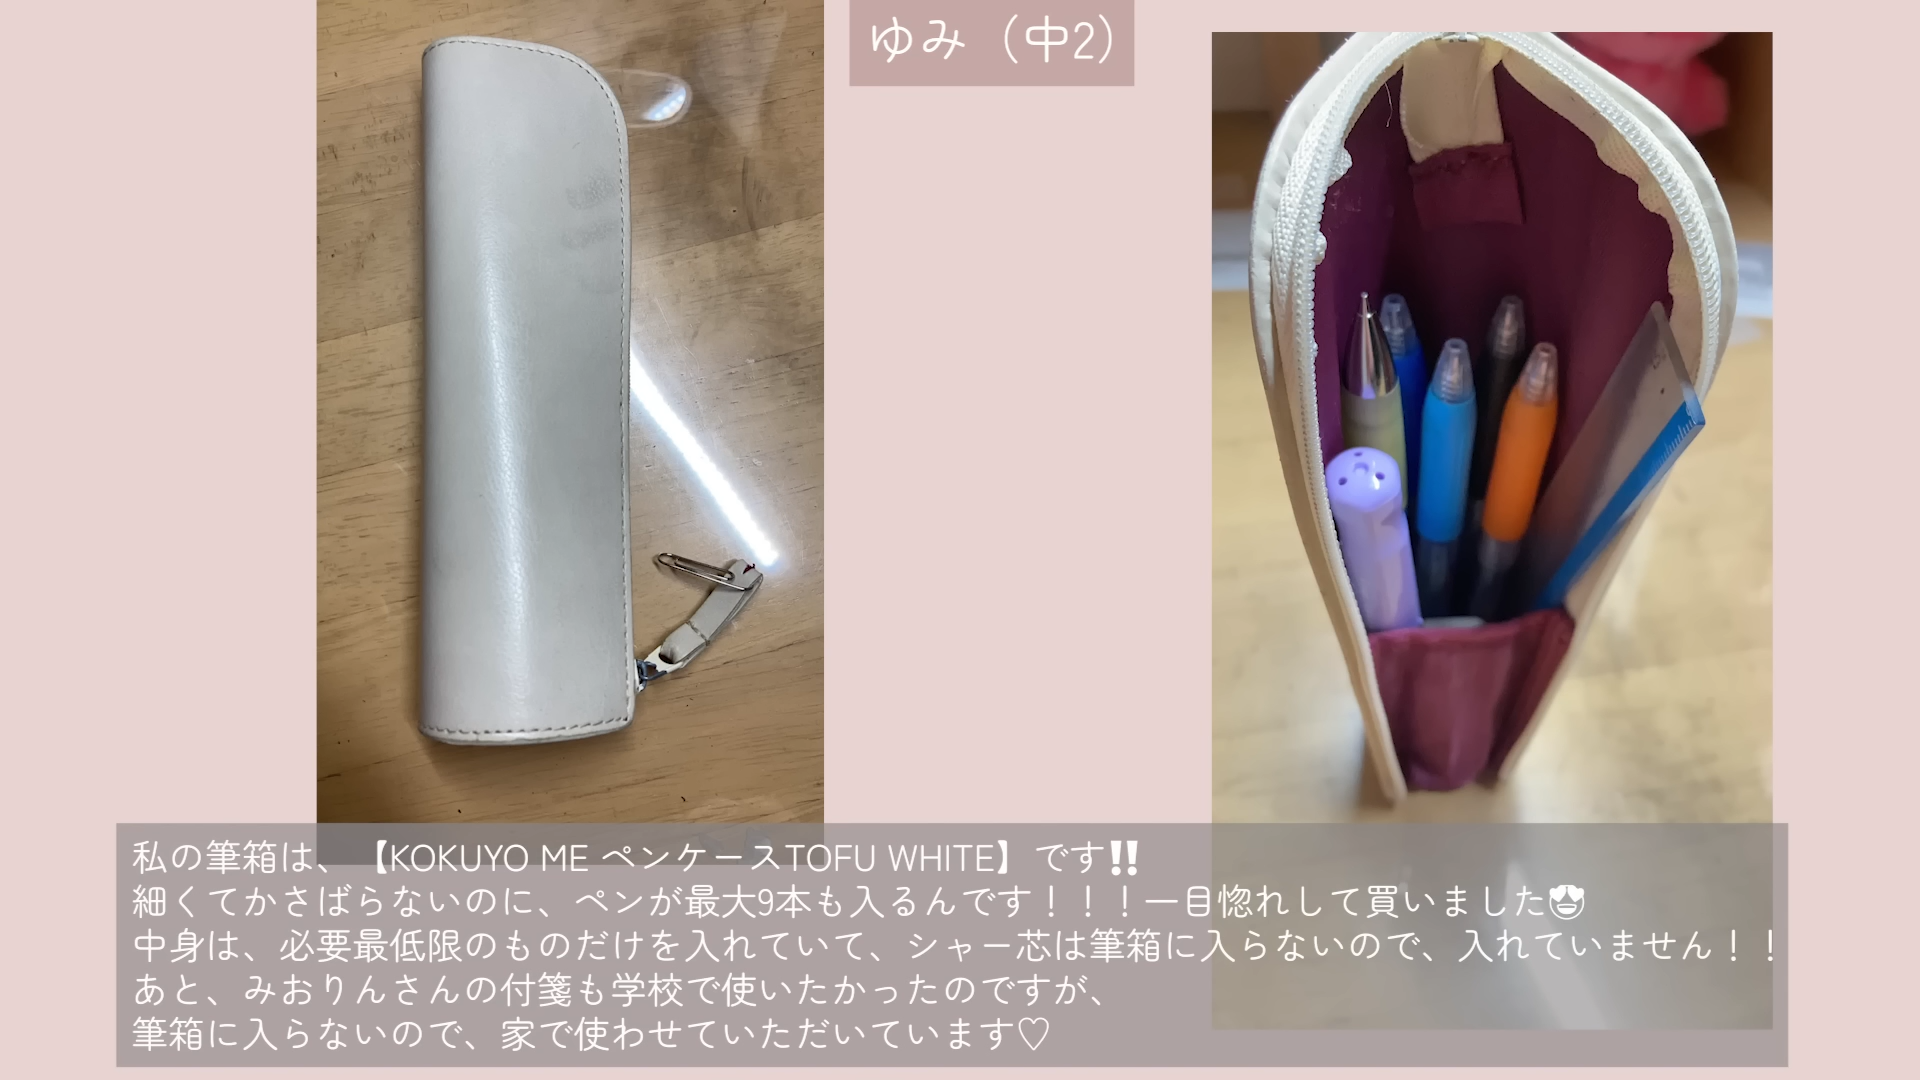 ゆみ（中2）
私の筆箱は、【KOKUYO ME ペンケースTOFU WHITE】です‼
細くてかさばらないのに、ペンが最大9本も入るんです！！！一目惚れして買いました😍
中身は、必要最低限のものだけを入れていて、シャー芯は筆箱に入らないので、入れていません！！
あと、みおりんさんの付箋も学校で使いたかったのですが、
筆箱に入らないので、家で使わせていただいています♡